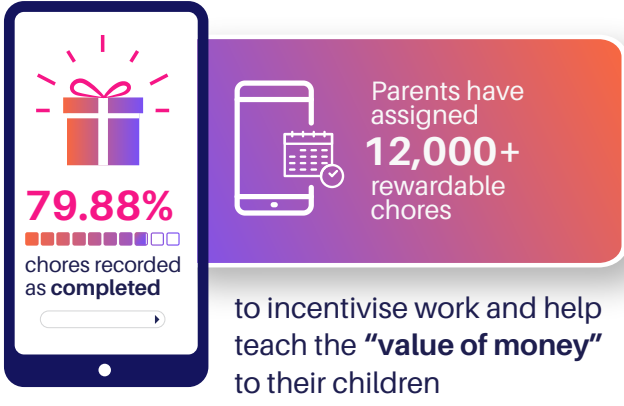 79.88%
chores recorded
as completed
Parents have
assigned
12,000+
rewardable
chores
to incentivise work and help
teach the “value of money”
to their children